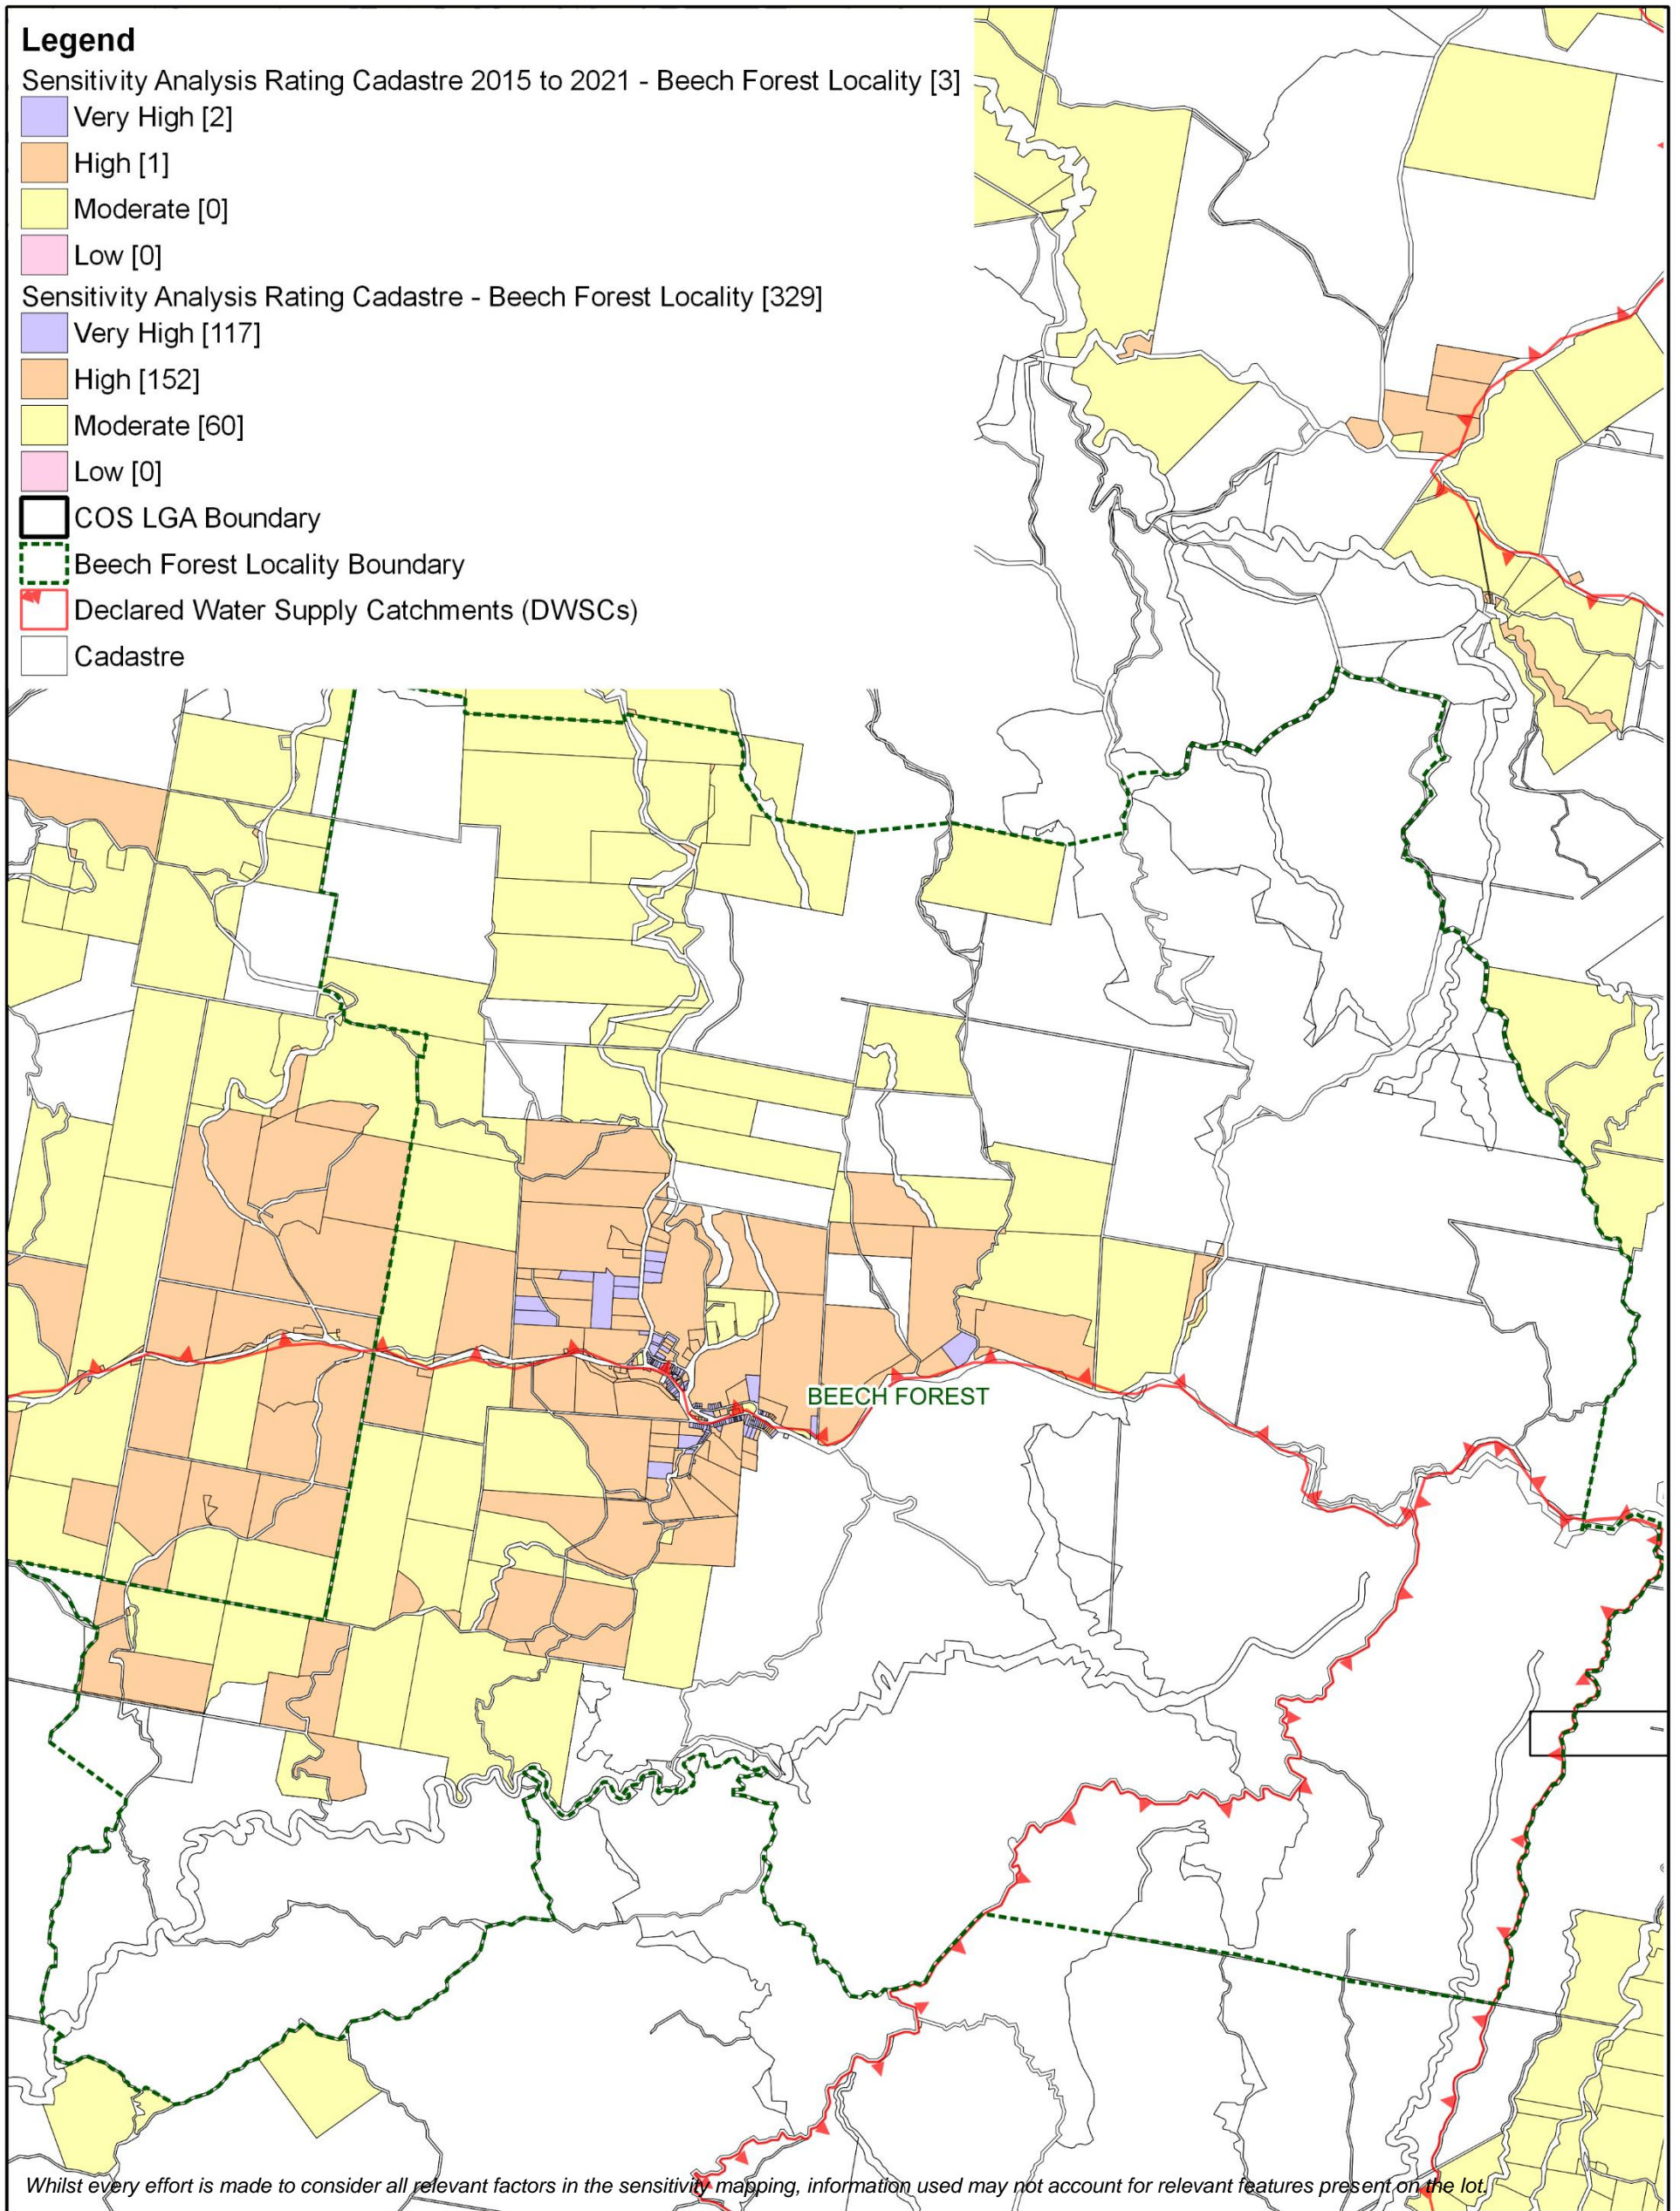 Legend
Sensitivity Analysis Rating Cadastre 2015 to 2021 - Beech Forest Locality [3]
Very High [2]
High [1]
Moderate [0]
Low [0]
Sensitivity Analysis Rating Cadastre - Beech Forest Locality [329]
Very High [117]
High [152]
Moderate [60]
Low [0]
COS LGA Boundary
Beech Forest Locality Boundary
Declared Water Supply Catchments (DWSCs)
Cadastre
BEECH FOREST
Whilst every effort is made to consider all relevant factors in the sensitivity mapping, information used may not account for relevant features present on the lot.